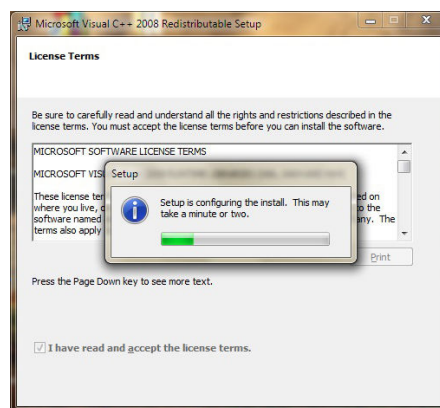 Microsoft Visual C++ 2008 Redistributable Setup
License Terms
Be sure to carefully read and understand all the rights and restrictions described in the
license terms. You must accept the license terms before you can install the software.
MICROSOFT SOFTWARE LICENSE TERMS
MICROSOFT VIS
Setup
These license ter
ed on
where you live,
to the
software named
any. The
terms also apply
Setup is configuring the install. This may
take a minute or two.
Print
Press the Page Down key to see more text.
I have read and accept the license terms.